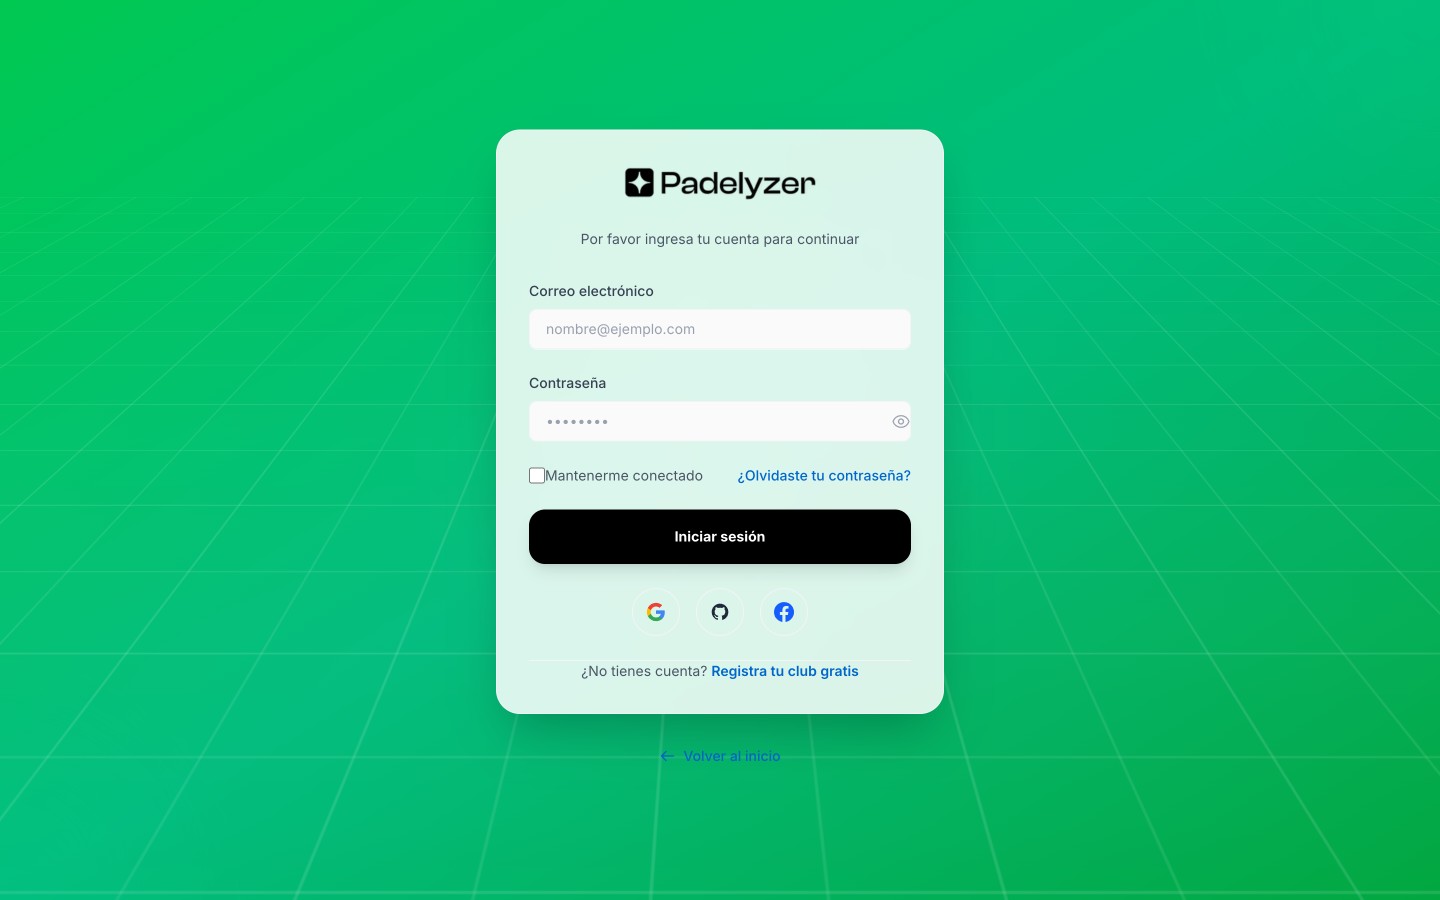 Padelyzer
Por favor ingresa tu cuenta para continuar
Correo electrónico
nombre@ejemplo.com
Contraseña
••••••••
Mantenerme conectado ¿Olvidaste tu contraseña?
Iniciar sesión
¿No tienes cuenta? Registra tu club gratis
← Volver al inicio